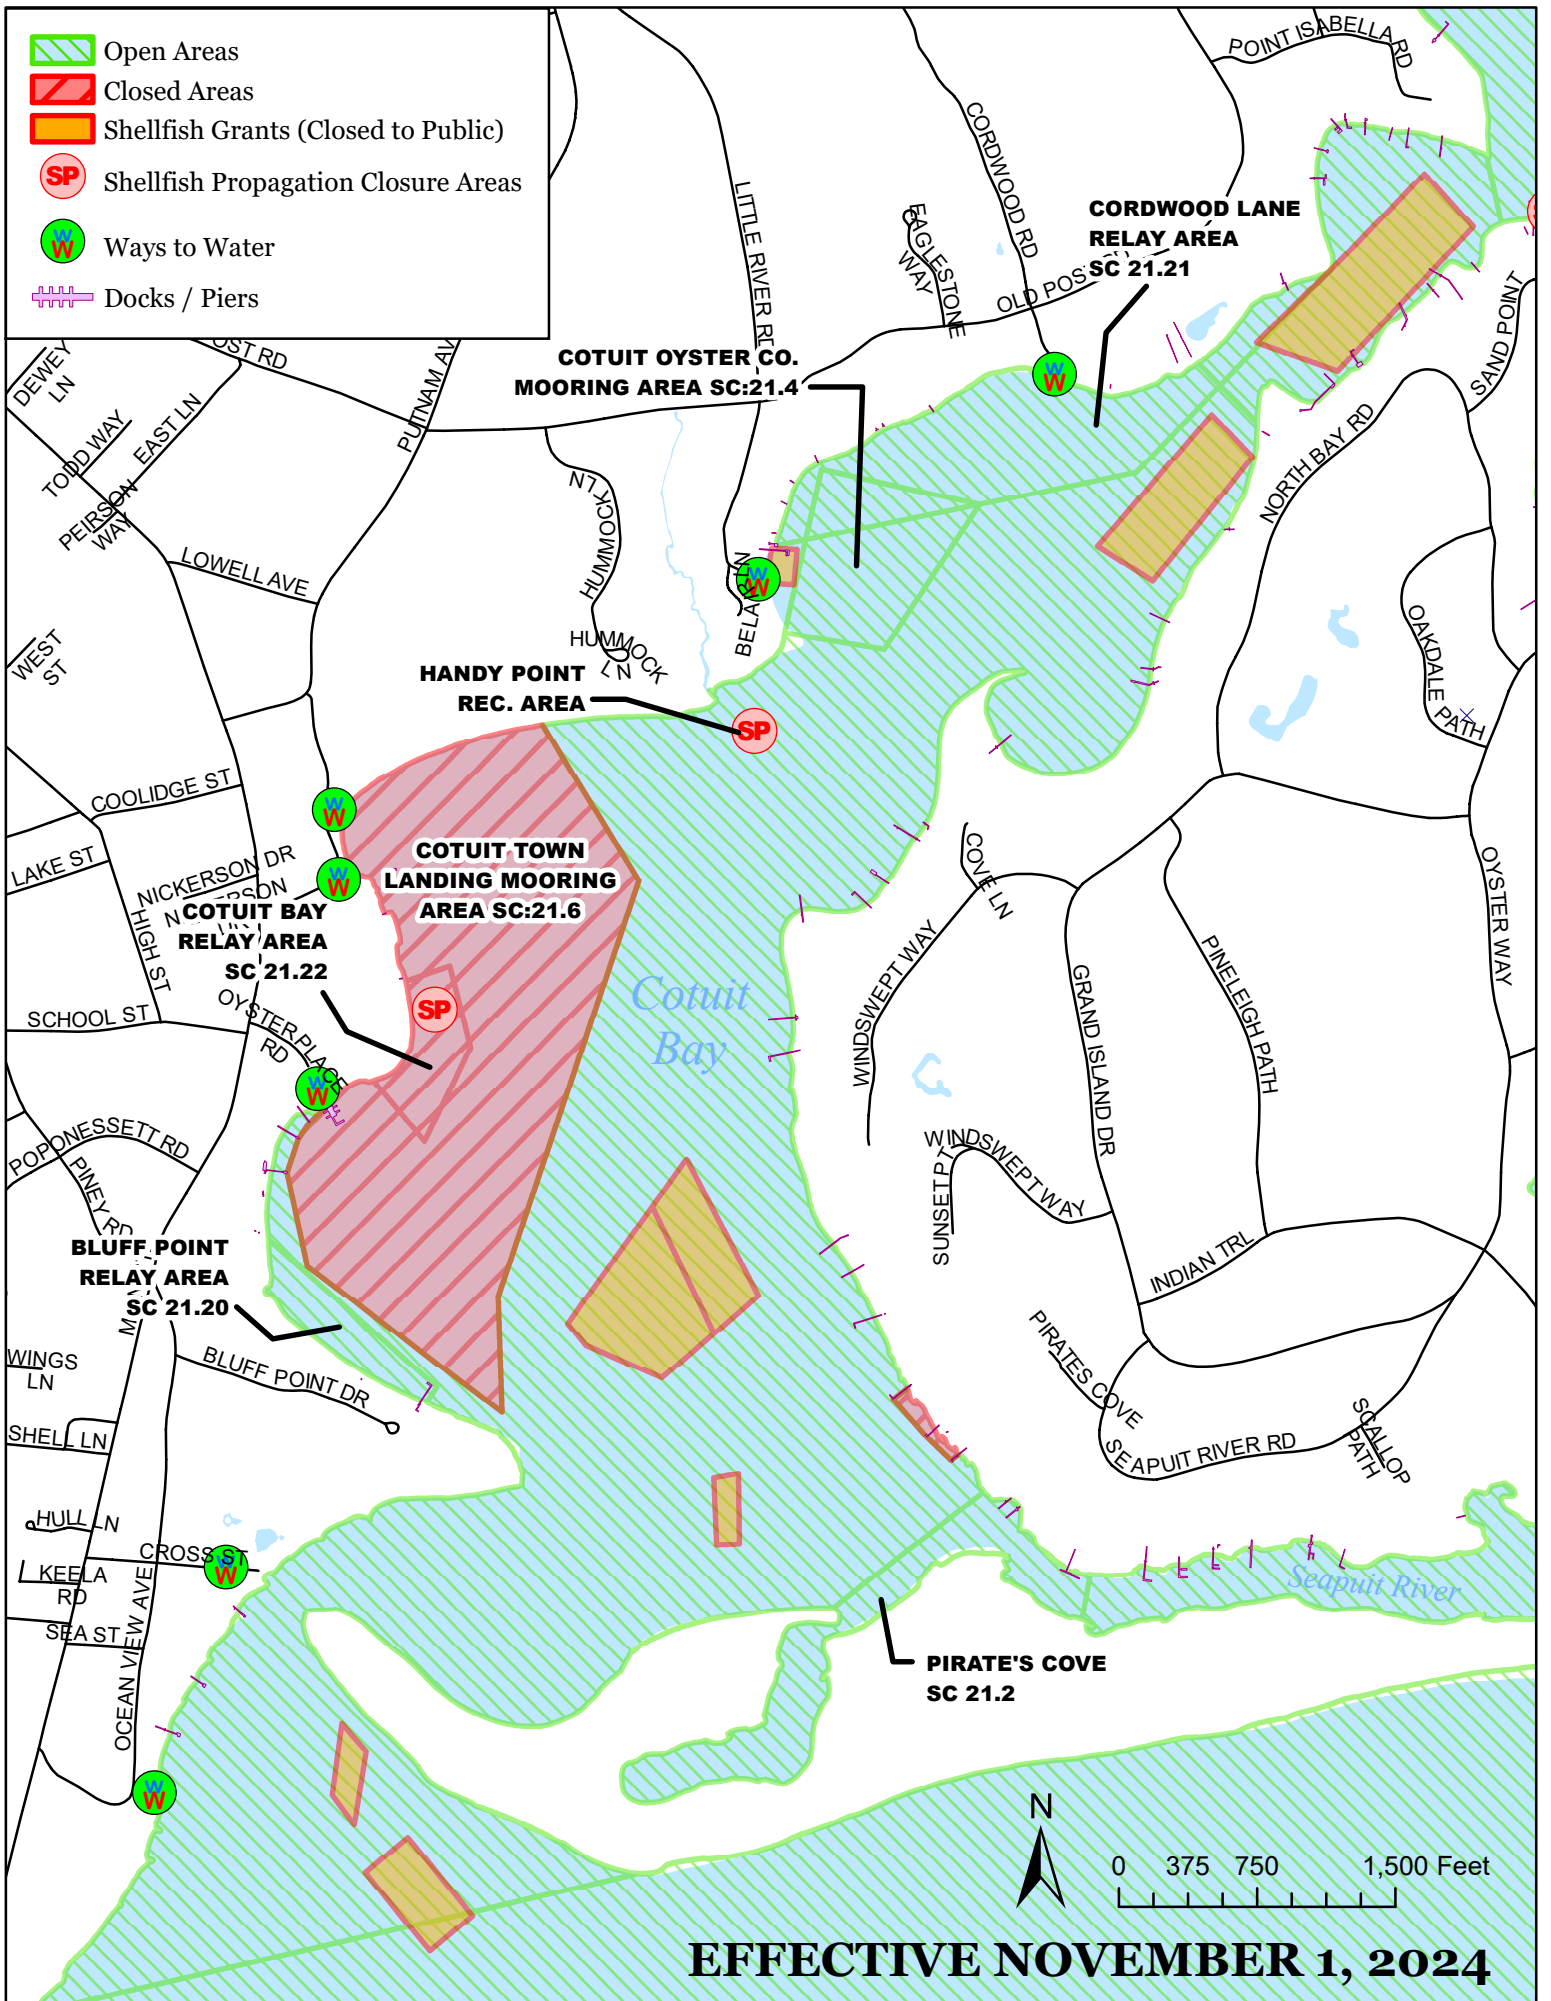 Open Areas
Closed Areas
Shellfish Grants (Closed to Public)
SP
Shellfish Propagation Closure Areas
W
W
Ways to Water
Docks / Piers
POINT ISABELLA RD
CORDWOOD RD
LITTLE RIVER RD
EAGLESTONE
WAY
CORDWOOD LANE
RELAY AREA
SC 21.21
OLD POST
SAND POINT
OST RD
DEWEY
LN
PUTNAM AV
COTUIT OYSTER CO.
MOORING AREA SC:21.4
W
W
EAST LN
TODD WAY
PEIRSON
WAY
NORTH BAY RD
HUMMOCK LN
LOWELL AVE
W
W
BELAIR LN
OAKDALE PATH
WEST
ST
HUMMOCK
LN
HANDY POINT
REC. AREA
SP
COOLIDGE ST
W
W
LAKE ST
NICKERSON DR
W
W
COTUIT TOWN
LANDING MOORING
AREA SC:21.6
COVE LN
OYSTER WAY
COTUIT BAY
RELAY AREA
SC 21.22
HIGH ST
WINDSWEPT WAY
PINELEIGH PATH
GRAND ISLAND DR
Cotuit
Bay
SP
SCHOOL ST
OYSTER PLACE
RD
W
W
POPONESSETT RD
PINEY RD
WINDSWEPT WAY
SUNSET PT
BLUFF POINT
RELAY AREA
SC 21.20
M
INDIAN TRL
WINGS
LN
BLUFF POINT DR
PIRATES COVE
SHELL LN
SEAPUIT RIVER RD
SCALLOP
PATH
HULL LN
CROSS ST
W
W
KEELA
RD
Seapuit River
SEA ST
OCEAN VIEW AVE
PIRATE'S COVE
SC 21.2
W
W
N
0 375 750 1,500 Feet
EFFECTIVE NOVEMBER 1, 2024